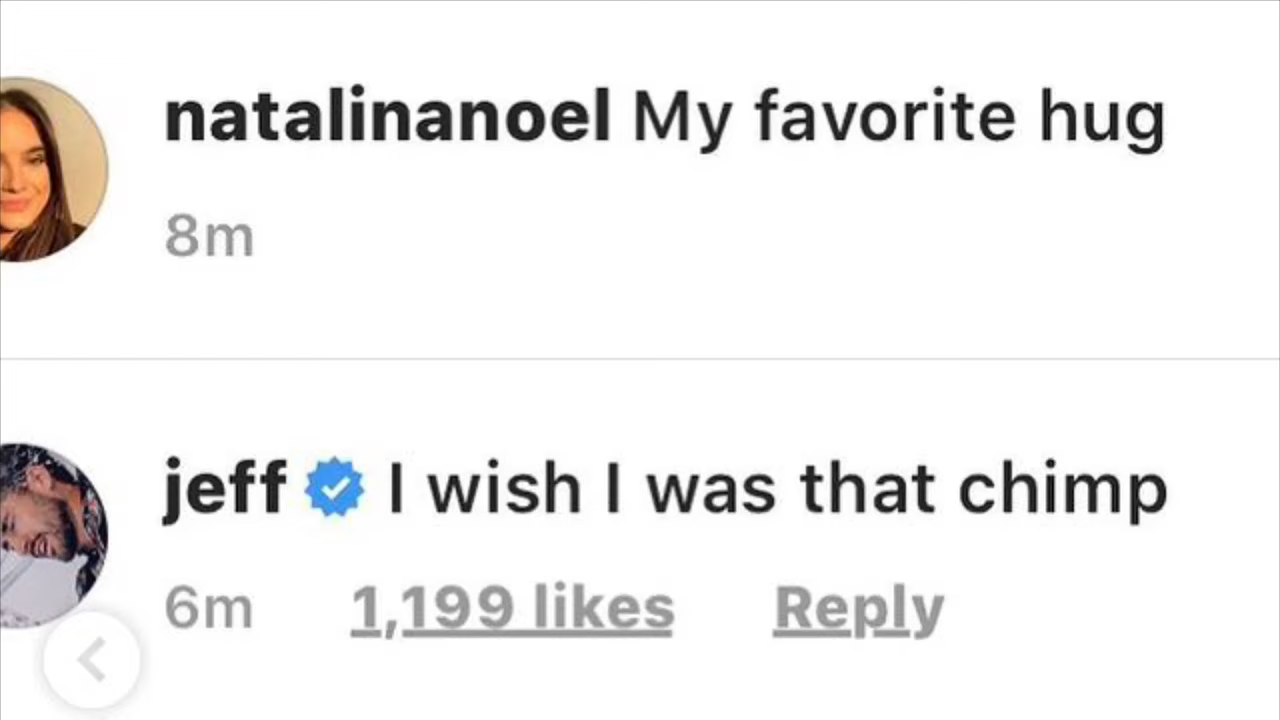 natalinanoel My favorite hug
8m
jeff I wish I was that chimp
6m 1,199 likes Reply